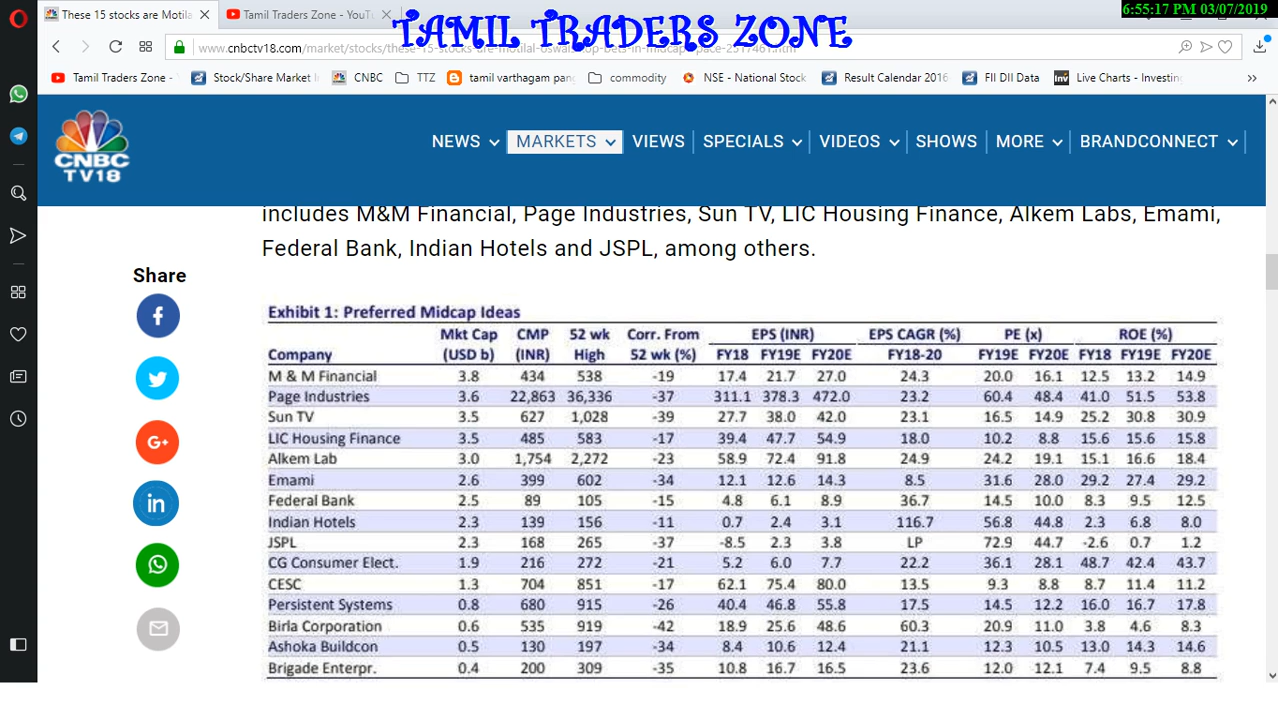 6:55:17 PM 03/07/2019
These 15 stocks are Motila
Tamil Traders Zone - YouTu
TAMIL TRADERS ZONE
www.cnbctv18.com/market/stocks/these-15-stocks-are-motilal-oswals-top-bets-in-midcap-space-2517461.htm
Tamil Traders Zone - Stock/Share Market CNBC TTZ tamil varthagam pan commodity NSE - National Stock Result Calendar 2016 FII DII Data Inv Live Charts - Investin
CNBC
TV18
NEWS MARKETS VIEWS SPECIALS VIDEOS SHOWS MORE BRANDCONNECT
includes M&M Financial, Page Industries, Sun TV, LIC Housing Finance, Alkem Labs, Emami,
Federal Bank, Indian Hotels and JSPL, among others.
Share
f
G+
in
Exhibit 1: Preferred Midcap Ideas
Mkt Cap CMP 52 wk Corr. From EPS (INR) EPS CAGR (%) PE (x) ROE (%)
Company (USD b) (INR) High 52 wk (%) FY18 FY19E FY20E FY18-20 FY19E FY20E FY18 FY19E FY20E
M & M Financial 3.8 434 538 -19 17.4 21.7 27.0 24.3 20.0 16.1 12.5 13.2 14.9
Page Industries 3.6 22,863 36,336 -37 311.1 378.3 472.0 23.2 60.4 48.4 41.0 51.5 53.8
Sun TV 3.5 627 1,028 -39 27.7 38.0 42.0 23.1 16.5 14.9 25.2 30.8 30.9
LIC Housing Finance 3.5 485 583 -17 39.4 47.7 54.9 18.0 10.2 8.8 15.6 15.6 15.8
Alkem Lab 3.0 1,754 2,272 -23 58.9 72.4 91.8 24.9 24.2 19.1 15.1 16.6 18.4
Emami 2.6 399 602 -34 12.1 12.6 14.3 8.5 31.6 28.0 29.2 27.4 29.2
Federal Bank 2.5 89 105 -15 4.8 6.1 8.9 36.7 14.5 10.0 8.3 9.5 12.5
Indian Hotels 2.3 139 156 -11 0.7 2.4 3.1 116.7 56.8 44.8 2.3 6.8 8.0
JSPL 2.3 168 265 -37 -8.5 2.3 3.8 LP 72.9 44.7 -2.6 0.7 1.2
CG Consumer Elect. 1.9 216 272 -21 5.2 6.0 7.7 22.2 36.1 28.1 48.7 42.4 43.7
CESC 1.3 704 851 -17 62.1 75.4 80.0 13.5 9.3 8.8 8.7 11.4 11.2
Persistent Systems 0.8 680 915 -26 40.4 46.8 55.8 17.5 14.5 12.2 16.0 16.7 17.8
Birla Corporation 0.6 535 919 -42 18.9 25.6 48.6 60.3 20.9 11.0 3.8 4.6 8.3
Ashoka Buildcon 0.5 130 197 -34 8.4 10.6 12.4 21.1 12.3 10.5 13.0 14.3 14.6
Brigade Enterpr. 0.4 200 309 -35 10.8 16.7 16.5 23.6 12.0 12.1 7.4 9.5 8.8